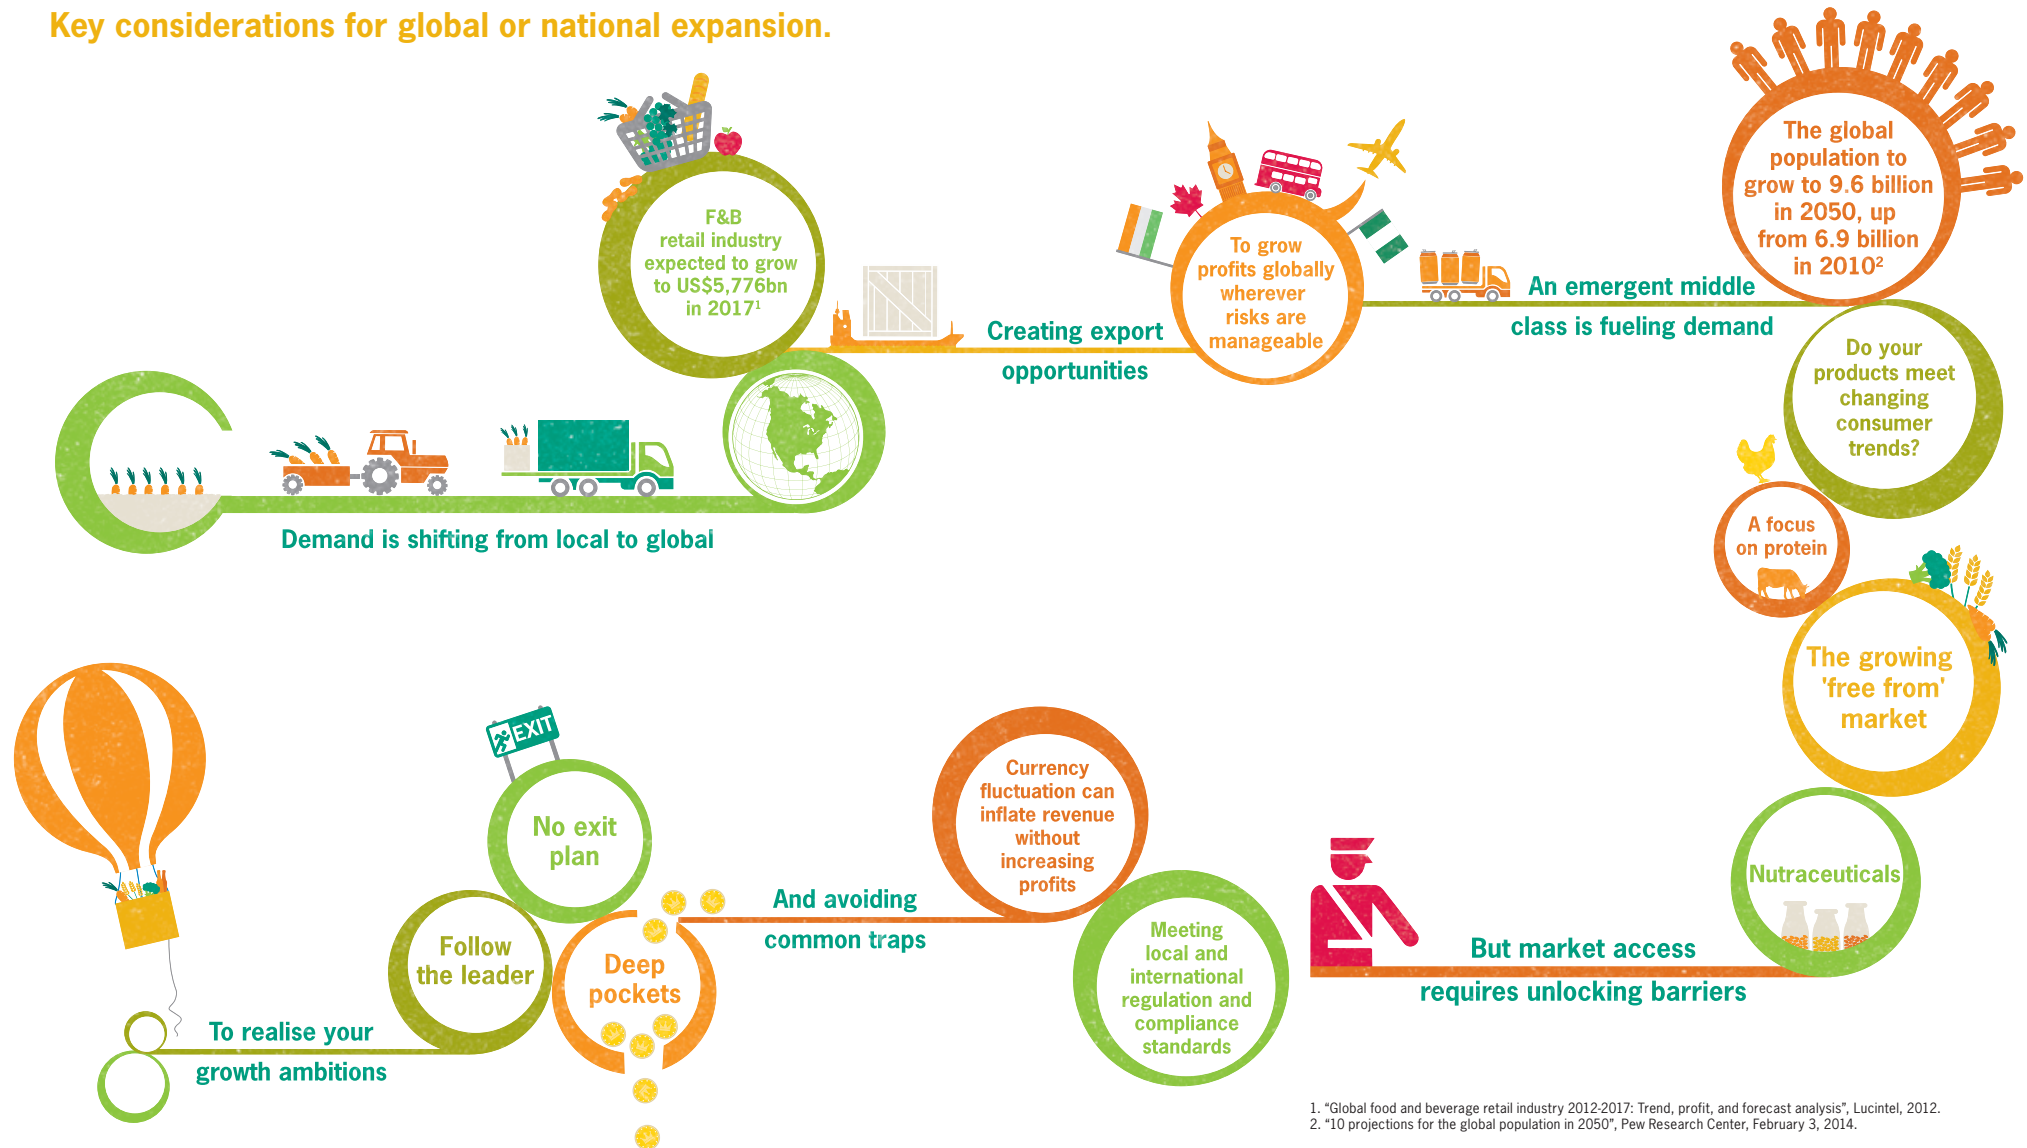 Key considerations for global or national expansion.
Demand is shifting from local to global
F&B
retail industry
expected to grow
to US$5,776bn
in 2017¹
Creating export
opportunities
To grow
profits globally
wherever
risks are
manageable
An emergent middle
class is fueling demand
The global
population to
grow to 9.6 billion
in 2050, up
from 6.9 billion
in 2010²
Do your
products meet
changing
consumer
trends?
A focus
on protein
The growing
'free from'
market
Nutraceuticals
But market access
requires unlocking barriers
Meeting
local and
international
regulation and
compliance
standards
Currency
fluctuation can
inflate revenue
without
increasing
profits
And avoiding
common traps
Deep
pockets
EXIT
No exit
plan
Follow
the leader
To realise your
growth ambitions
1. “Global food and beverage retail industry 2012-2017: Trend, profit, and forecast analysis”, Lucintel, 2012.
2. “10 projections for the global population in 2050”, Pew Research Center, February 3, 2014.